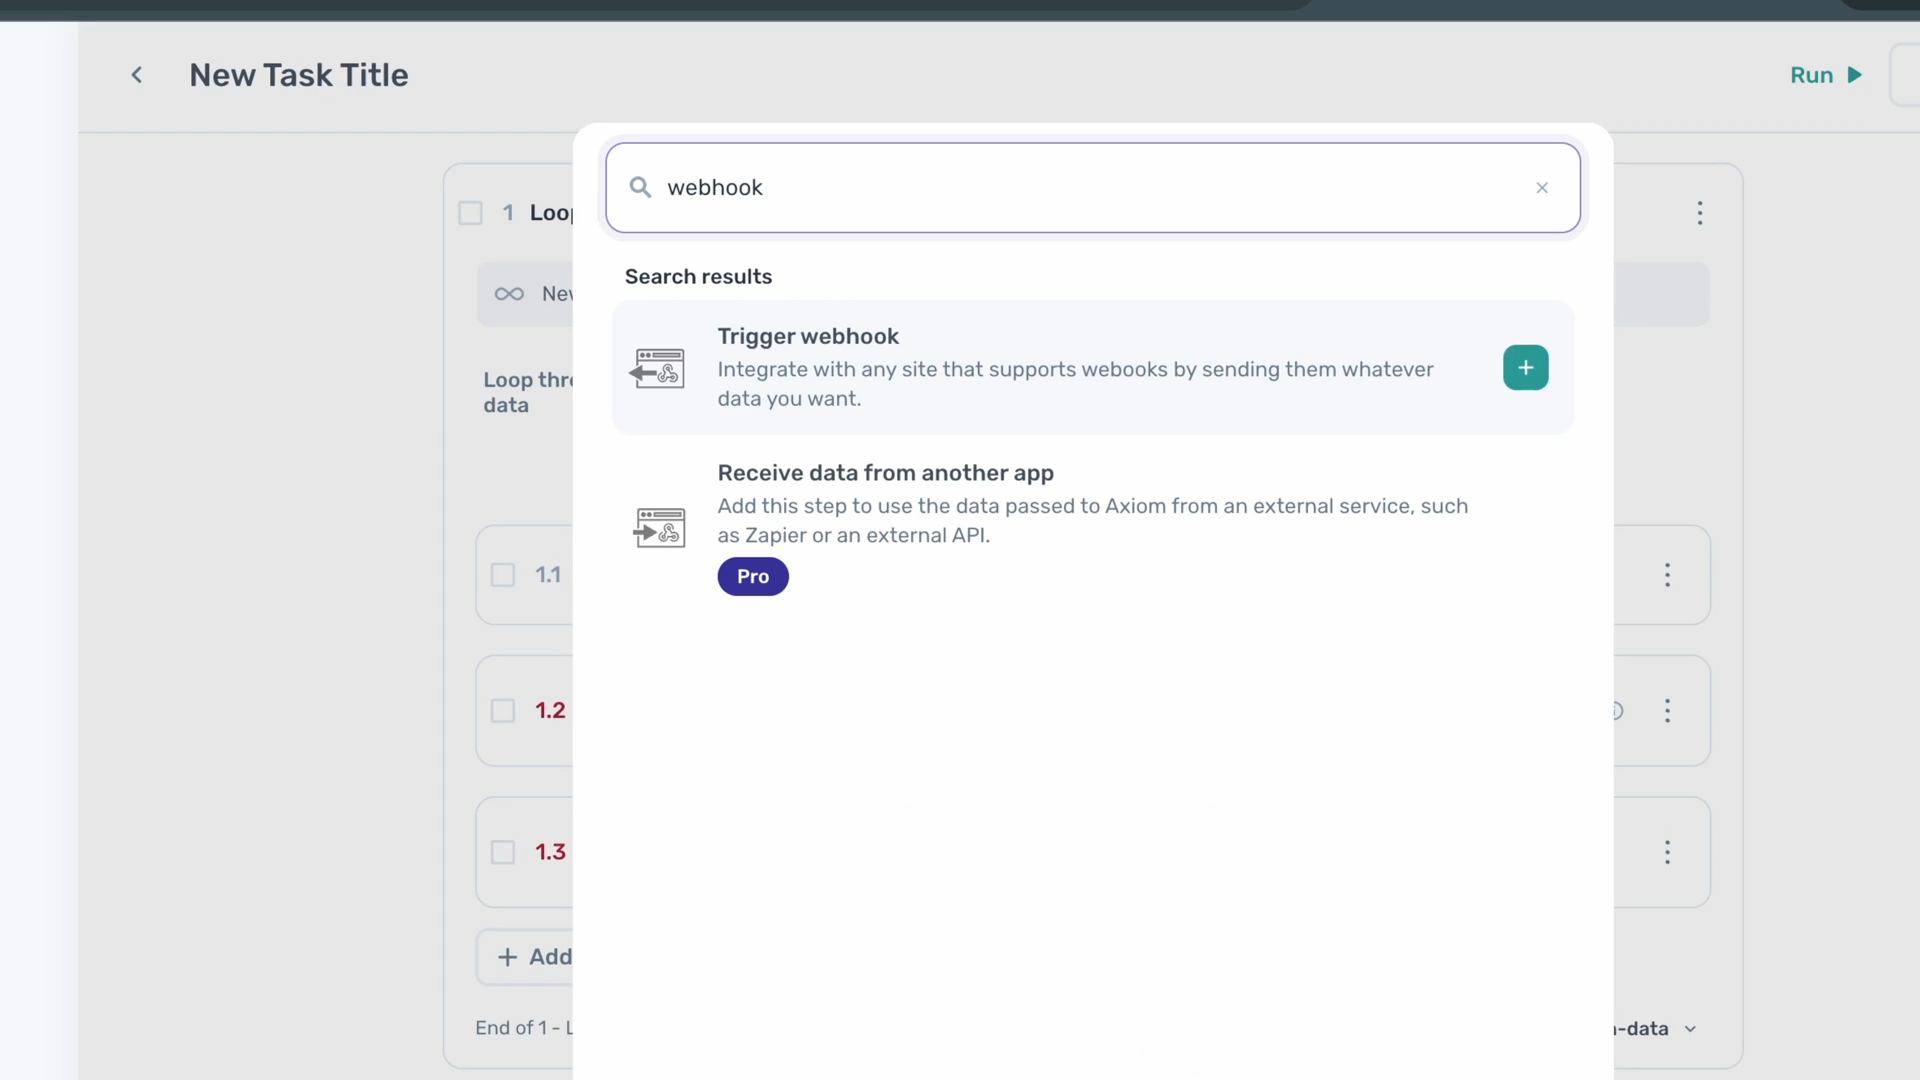 New Task Title
Run
webhook
1 Loop
Search results
New
Trigger webhook
Integrate with any site that supports webooks by sending them whatever
data you want.
Loop thr
data
Receive data from another app
Add this step to use the data passed to Axiom from an external service, such
as Zapier or an external API.
Pro
1.1
1.2
1.3
Add
End of 1 -
-data